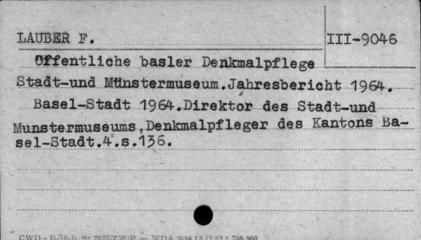 LAUBER F.
III-9046
Offentliche basler Denkmalpflege
Stadt-und Münstermuseum.Jahresbericht 1964.
Basel-Stadt 1964.Direktor des Stadt-und
Munstermuseums,Denkmalpfleger des Kantons Ba-
sel-Stadt.4.s.136.